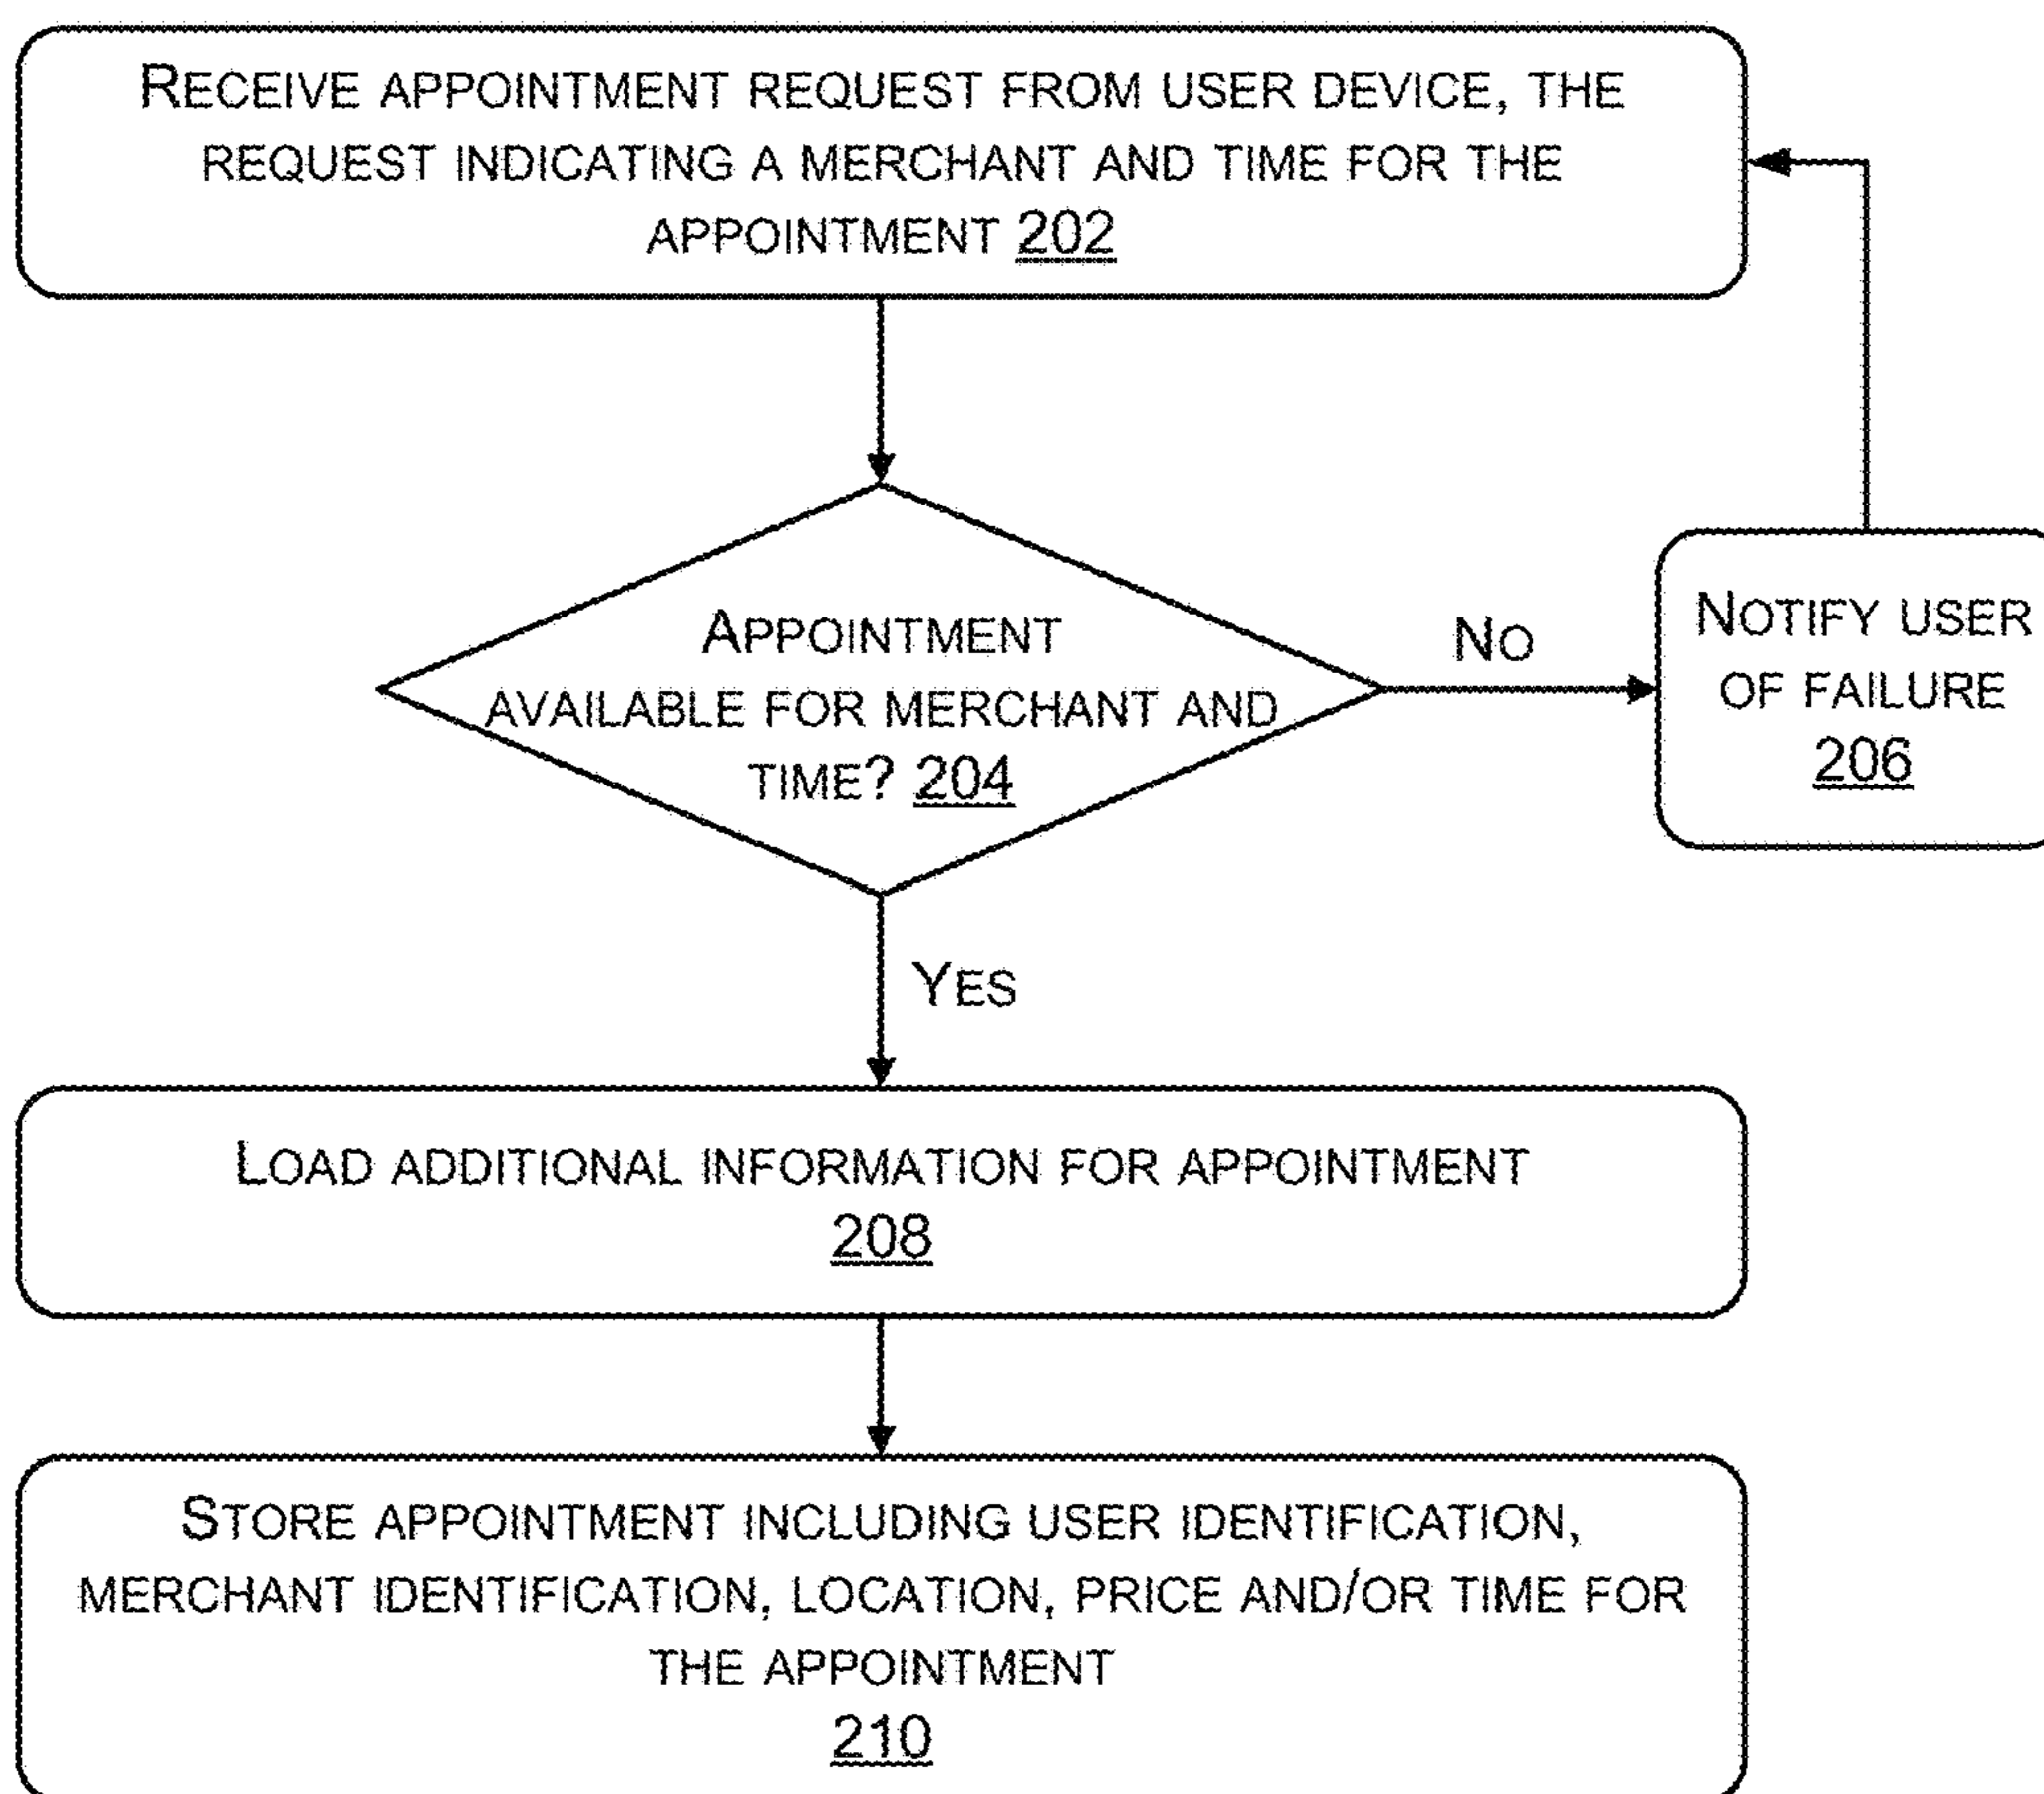 RECEIVE APPOINTMENT REQUEST FROM USER DEVICE, THE
REQUEST INDICATING A MERCHANT AND TIME FOR THE
APPOINTMENT 202
APPOINTMENT
AVAILABLE FOR MERCHANT AND
TIME? 204
NO
NOTIFY USER
OF FAILURE
206
YES
LOAD ADDITIONAL INFORMATION FOR APPOINTMENT
208
STORE APPOINTMENT INCLUDING USER IDENTIFICATION,
MERCHANT IDENTIFICATION, LOCATION, PRICE AND/OR TIME FOR
THE APPOINTMENT
210